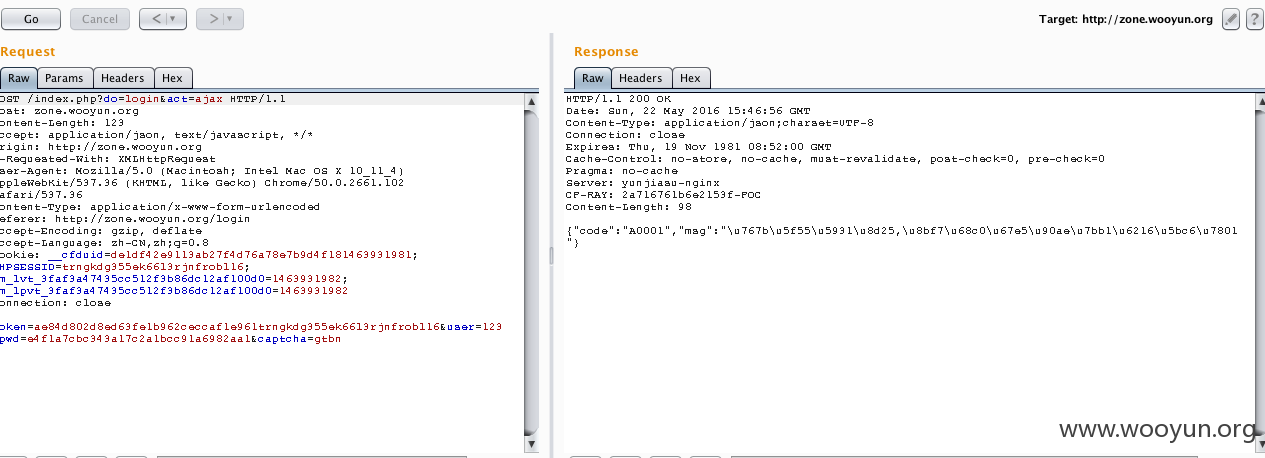 Go
Cancel
<
>
Target: http://zone.wooyun.org
?
Request
Response
Raw
Params
Headers
Hex
Raw
Headers
Hex
OST /index.php?do=login&act=ajax HTTP/1.1
ost: zone.wooyun.org
ontent-Length: 123
ccept: application/json, text/javascript, */*
rigin: http://zone.wooyun.org
-Requested-With: XMLHttpRequest
ser-Agent: Mozilla/5.0 (Macintosh; Intel Mac OS X 10_11_4)
ppleWebKit/537.36 (KHTML, like Gecko) Chrome/50.0.2661.102
afari/537.36
ontent-Type: application/x-www-form-urlencoded
eferer: http://zone.wooyun.org/login
ccept-Encoding: gzip, deflate
ccept-Language: zh-CN,zh;q=0.8
ookie: __cfduid=de1df42e9113ab27f4d76a78e7b9d4f181463931981;
HPSESSID=trngkdg355ek6613rjnfrobl16;
m_lvt_3faf3a47435cc512f3b86dc12af100d0=1463931982;
m_lpvt_3faf3a47435cc512f3b86dc12af100d0=1463931982
onnection: close
oken=ae84d802d8ed63fe1b962ceccaf1e961trngkdg355ek6613rjnfrobl16&user=123
pwd=e4f1a7cbc343a17c2a1bcc91a6982aa1&captcha=gtbn
HTTP/1.1 200 OK
Date: Sun, 22 May 2016 15:46:56 GMT
Content-Type: application/json;charset=UTF-8
Connection: close
Expires: Thu, 19 Nov 1981 08:52:00 GMT
Cache-Control: no-store, no-cache, must-revalidate, post-check=0, pre-check=0
Pragma: no-cache
Server: yunjiasu-nginx
CF-RAY: 2a716761b6e2153f-FOC
Content-Length: 98
{"code":"A0001","msg":"\u767b\u5f55\u5931\u8d25,\u8bf7\u68c0\u67e5\u90ae\u7bb1\u6216\u5bc6\u7801
"}
www.wooyun.org